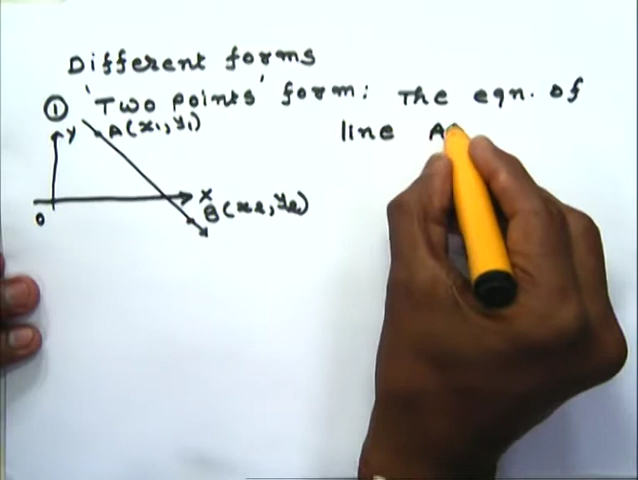 Different forms
① 'Two points' form: The eqn. of
line A
Y
A(x1, y1)
X
B(x2, y2)
0